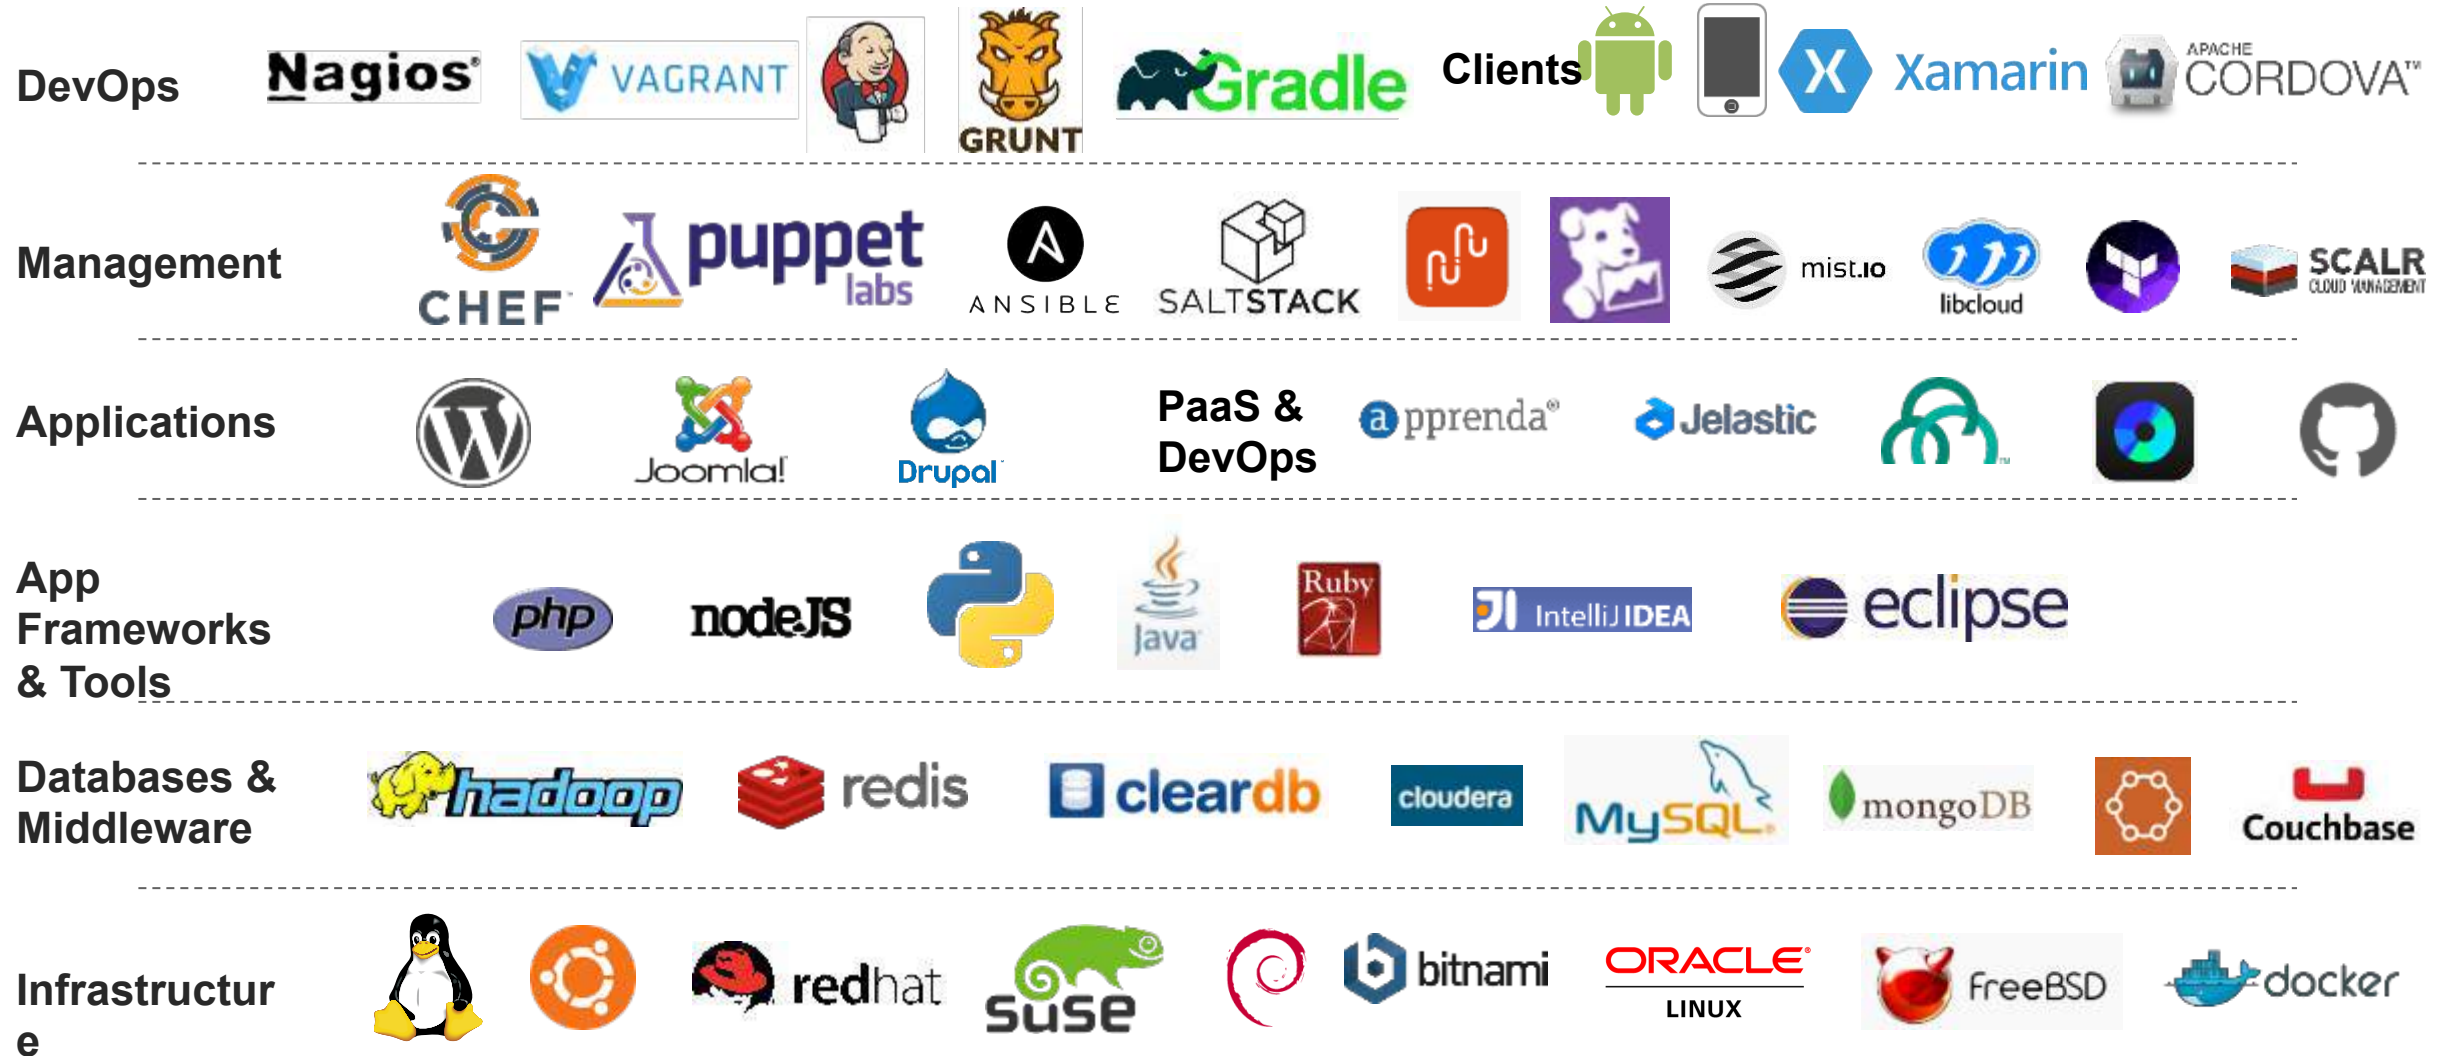 DevOps
Nagios®
VAGRANT
GRUNT
Gradle
Clients
Xamarin
APACHE
CORDOVA™
Management
CHEF
puppet
labs
ANSIBLE
SALTSTACK
mist.io
libcloud
SCALR
CLOUD MANAGEMENT
Applications
Joomla!
Drupal
PaaS &
DevOps
apprenda®
Jelastic
App
Frameworks
& Tools
php
nodeJS
Java
Ruby
IntelliJ IDEA
eclipse
Databases &
Middleware
hadoop
redis
cleardb
cloudera
MySQL
mongoDB
Couchbase
Infrastructur
e
redhat
suse
bitnami
ORACLE®
LINUX
FreeBSD
docker